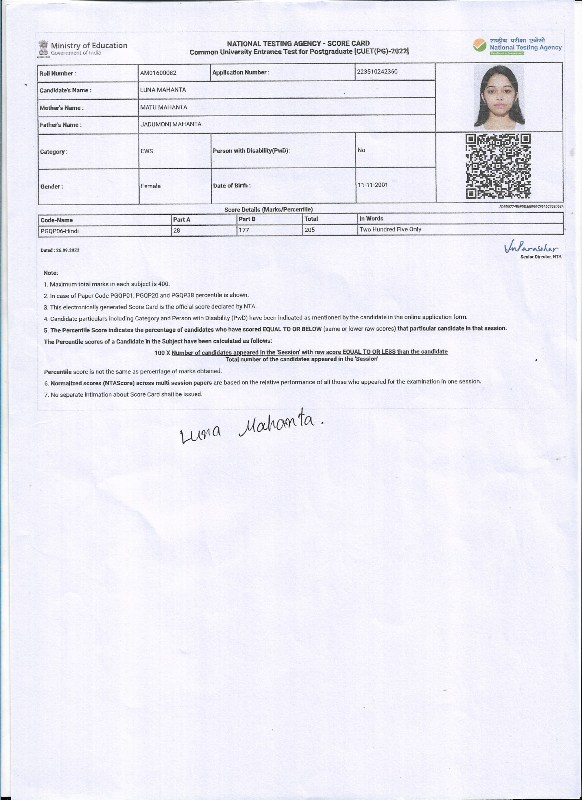 Ministry of Education
Government of India
NATIONAL TESTING AGENCY - SCORE CARD
Common University Entrance Test for Postgraduate [CUET(PG)-2022]
राष्ट्रीय परीक्षा एजेंसी
National Testing Agency
Roll Number : AM01600082 Application Number : 223510242360
Candidate's Name : LUNA MAHANTA
Mother's Name : MATU MAHANTA
Father's Name : JADUMONI MAHANTA
Category : EWS Person with Disability(PwD) : No
Gender : Female Date of Birth : 11-11-2001
Score Details (Marks/Percentile)
Code-Name Part A Part B Total In Words
PGQP06-Hindi 28 177 205 Two Hundred Five Only
Dated : 26.09.2022
Senior Director, NTA
Note:
1. Maximum total marks in each subject is 400.
2. In case of Paper Code PGQP01, PGQP20 and PGQP38 percentile is shown.
3. This electronically generated Score Card is the official score declared by NTA.
4. Candidate particulars including Category and Person with Disability (PwD) have been indicated as mentioned by the candidate in the online application form.
5. The Percentile Score indicates the percentage of candidates who have scored EQUAL TO OR BELOW (same or lower raw scores) that particular candidate in that session.
The Percentile scores of a Candidate in the Subject have been calculated as follows:
100 X Number of candidates appeared in the 'Session' with raw score EQUAL TO OR LESS than the candidate
Total number of the candidates appeared in the 'Session'
Percentile score is not the same as percentage of marks obtained.
6. Normalized scores (NTAScore) across multi session papers are based on the relative performance of all those who appeared for the examination in one session.
7. No separate intimation about Score Card shall be issued.
Luna Mahanta.